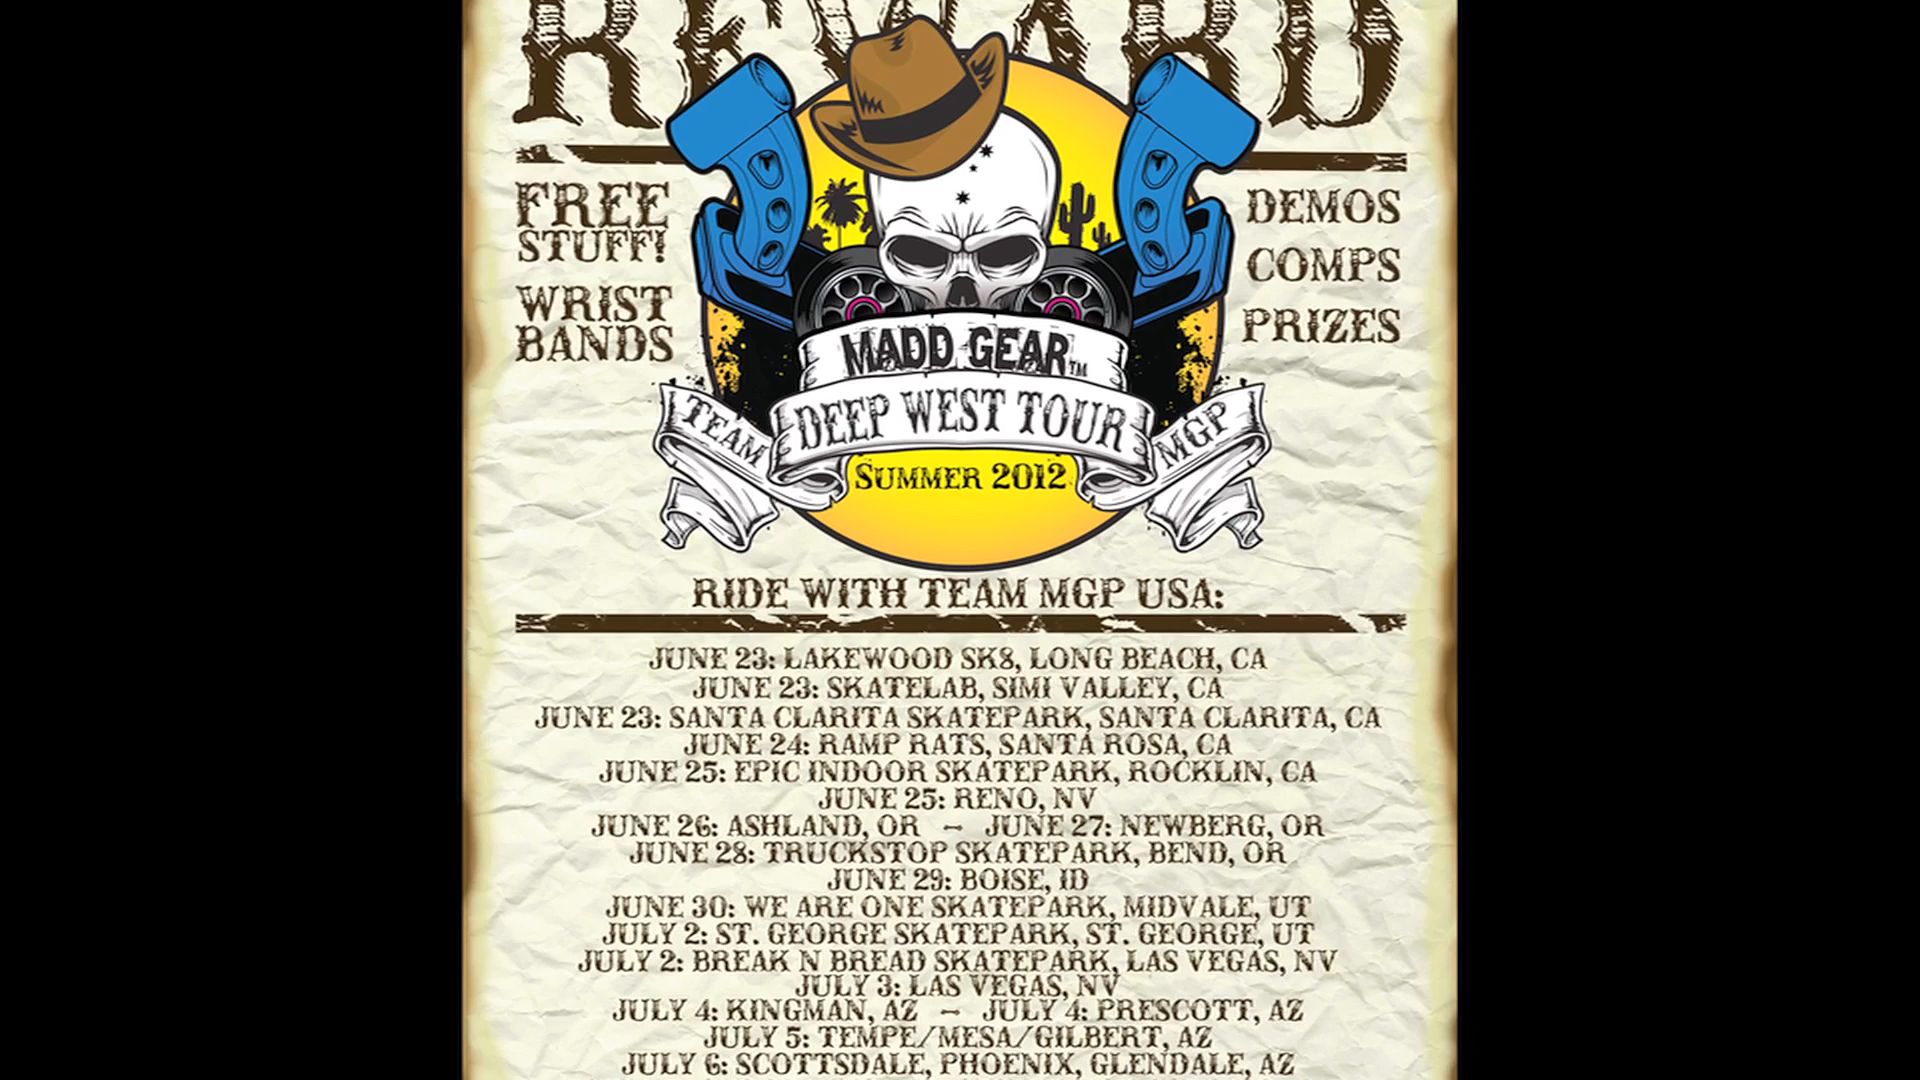 REWARD
FREE
STUFF!
WRIST
BANDS
DEMOS
COMPS
PRIZES
MADD GEAR™
TEAM DEEP WEST TOUR MGP
SUMMER 2012
RIDE WITH TEAM MGP USA:
JUNE 23: LAKEWOOD SK8, LONG BEACH, CA
JUNE 23: SKATELAB, SIMI VALLEY, CA
JUNE 23: SANTA CLARITA SKATEPARK, SANTA CLARITA, CA
JUNE 24: RAMP RATS, SANTA ROSA, CA
JUNE 25: EPIC INDOOR SKATEPARK, ROCKLIN, CA
JUNE 25: RENO, NV
JUNE 26: ASHLAND, OR ~ JUNE 27: NEWBERG, OR
JUNE 28: TRUCKSTOP SKATEPARK, BEND, OR
JUNE 29: BOISE, ID
JUNE 30: WE ARE ONE SKATEPARK, MIDVALE, UT
JULY 2: ST. GEORGE SKATEPARK, ST. GEORGE, UT
JULY 2: BREAK N BREAD SKATEPARK, LAS VEGAS, NV
JULY 3: LAS VEGAS, NV
JULY 4: KINGMAN, AZ ~ JULY 4: PRESCOTT, AZ
JULY 5: TEMPE/MESA/GILBERT, AZ
JULY 6: SCOTTSDALE, PHOENIX, GLENDALE, AZ